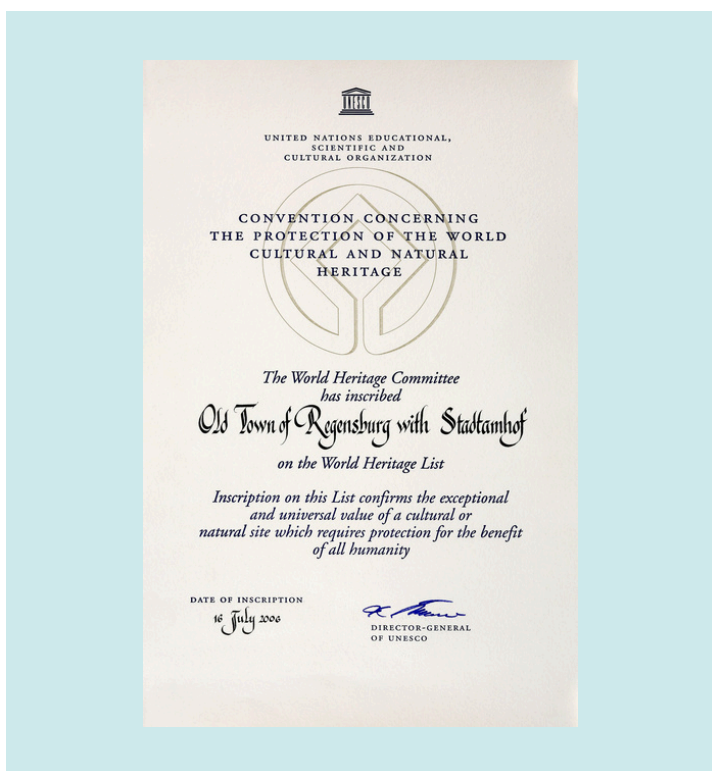 UNITED NATIONS EDUCATIONAL,
SCIENTIFIC AND
CULTURAL ORGANIZATION
CONVENTION CONCERNING
THE PROTECTION OF THE WORLD
CULTURAL AND NATURAL
HERITAGE
The World Heritage Committee
has inscribed
Old Town of Regensburg with Stadtamhof
on the World Heritage List
Inscription on this List confirms the exceptional
and universal value of a cultural or
natural site which requires protection for the benefit
of all humanity
DATE OF INSCRIPTION
16 July 2006
DIRECTOR-GENERAL
OF UNESCO